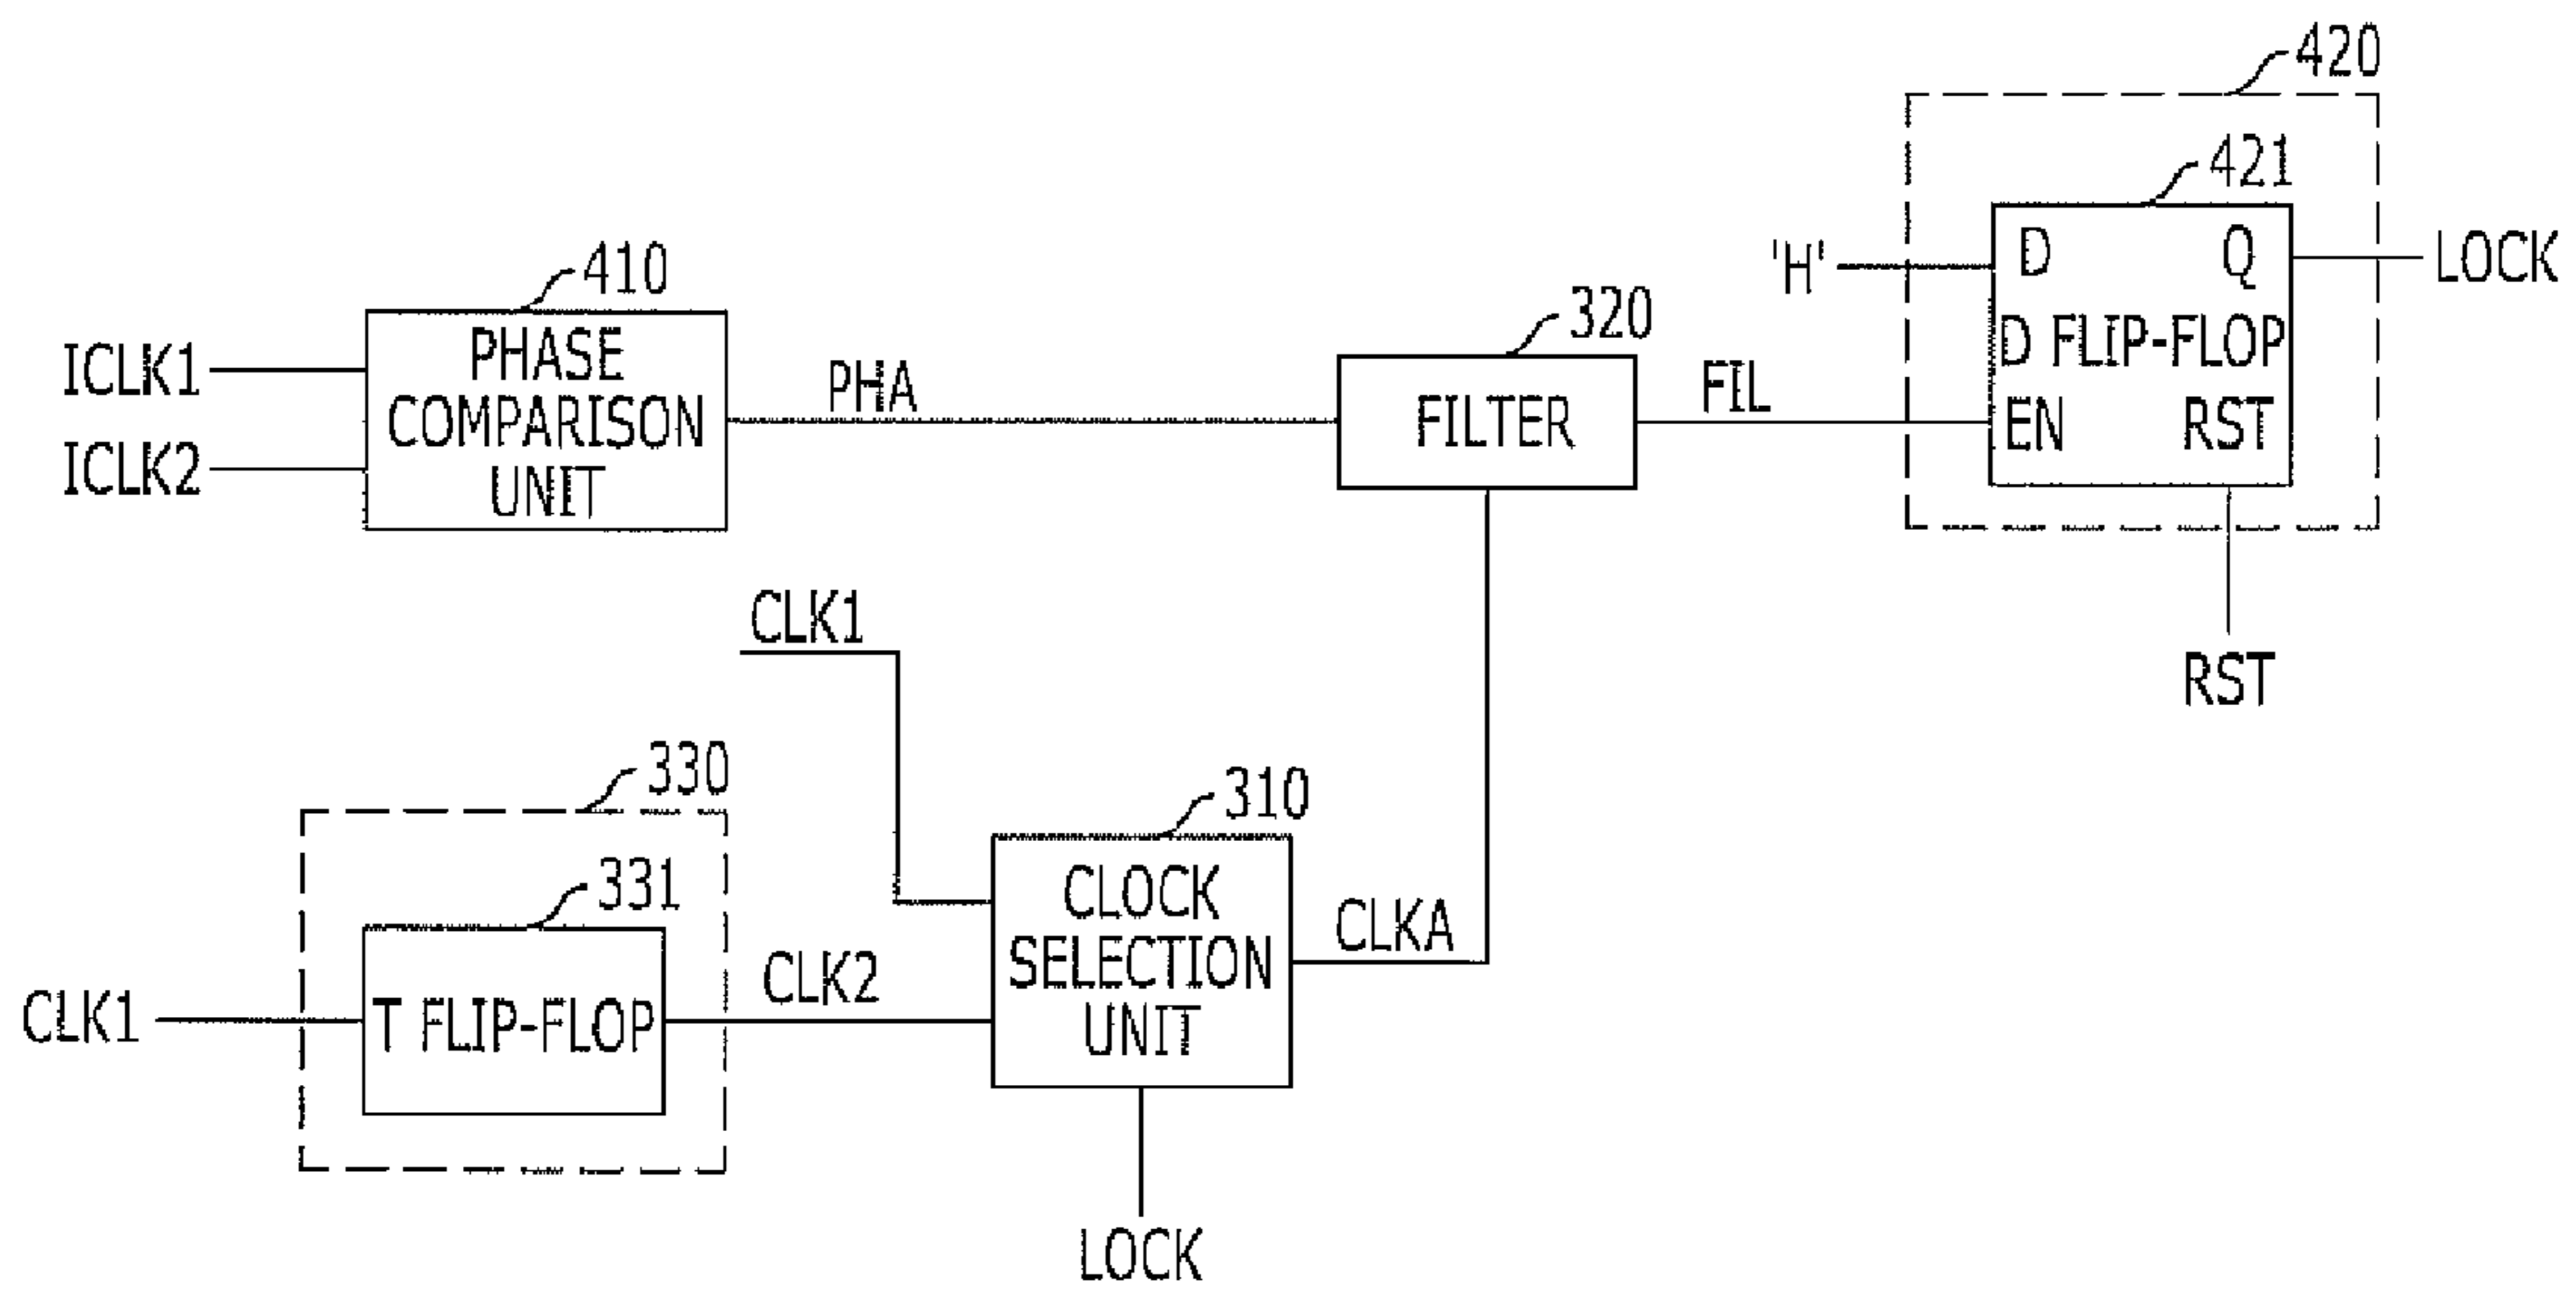 420
421
'H'
D
Q
LOCK
D FLIP-FLOP
EN
RST
RST
410
ICLK1
ICLK2
PHASE
COMPARISON
UNIT
PHA
320
FILTER
FIL
CLK1
330
331
CLK1
T FLIP-FLOP
CLK2
310
CLOCK
SELECTION
UNIT
CLKA
LOCK